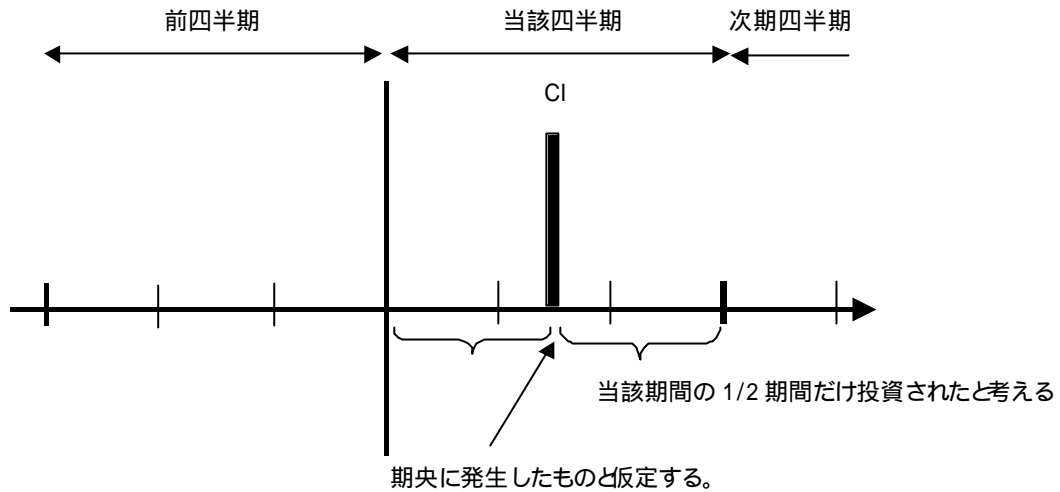 前四半期
当該四半期
次期四半期
CI
当該期間の 1/2 期間だけ投資されたと考える
期央に発生したものと仮定する。